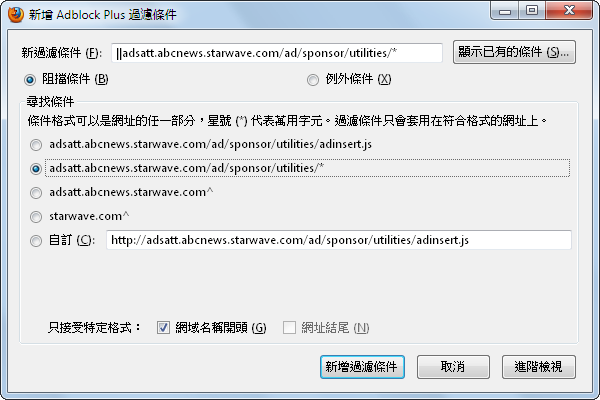 新增 Adblock Plus 過濾條件
新過濾條件 (F): ||adsatt.abcnews.starwave.com/ad/sponsor/utilities/* 顯示已有的條件 (S)...
阻擋條件 (B) 例外條件 (X)
尋找條件
條件格式可以是網址的任一部分，星號 (*) 代表萬用字元。過濾條件只會套用在符合格式的網址上。
adsatt.abcnews.starwave.com/ad/sponsor/utilities/adinsert.js
adsatt.abcnews.starwave.com/ad/sponsor/utilities/*
adsatt.abcnews.starwave.com^
starwave.com^
自訂 (C): http://adsatt.abcnews.starwave.com/ad/sponsor/utilities/adinsert.js
只接受特定格式： 網域名稱開頭 (G) 網址結尾 (N)
新增過濾條件 取消 進階檢視